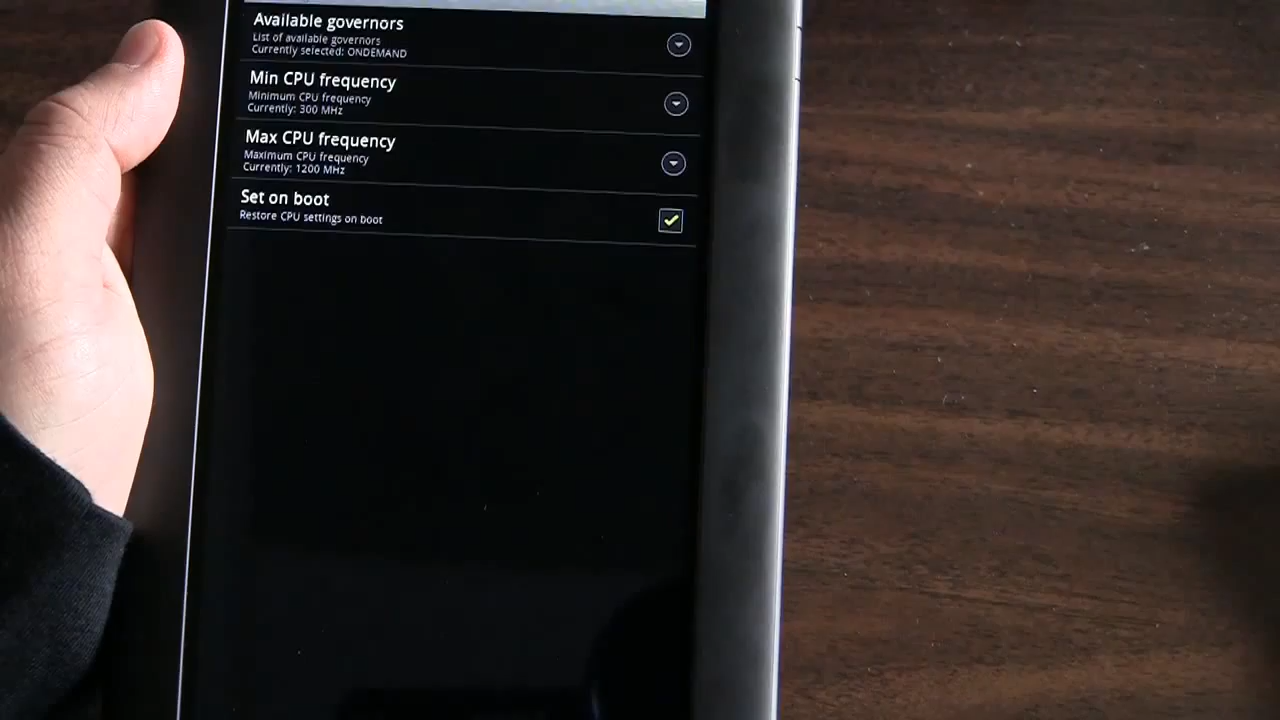 Available governors
List of available governors
Currently selected: ONDEMAND
Min CPU frequency
Minimum CPU frequency
Currently: 300 MHz
Max CPU frequency
Maximum CPU frequency
Currently: 1200 MHz
Set on boot
Restore CPU settings on boot